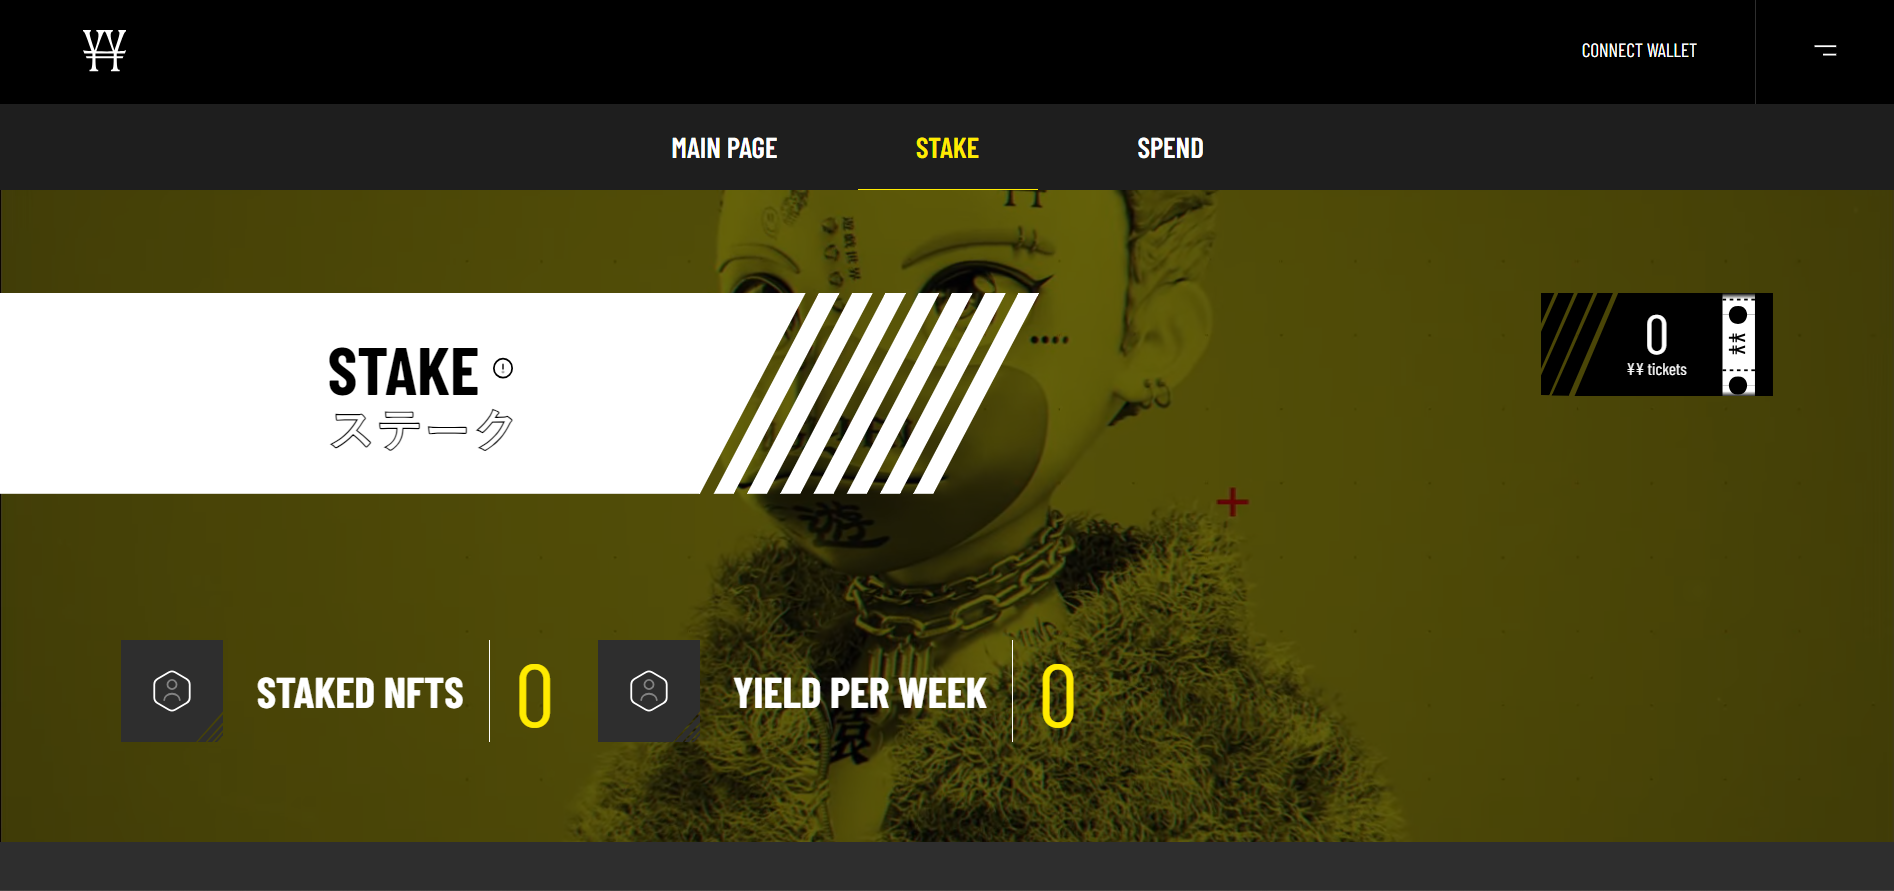 CONNECT WALLET
MAIN PAGE
STAKE
SPEND
STAKE
ステーク
0
¥¥ tickets
遊
STAKED NFTS
0
YIELD PER WEEK
0